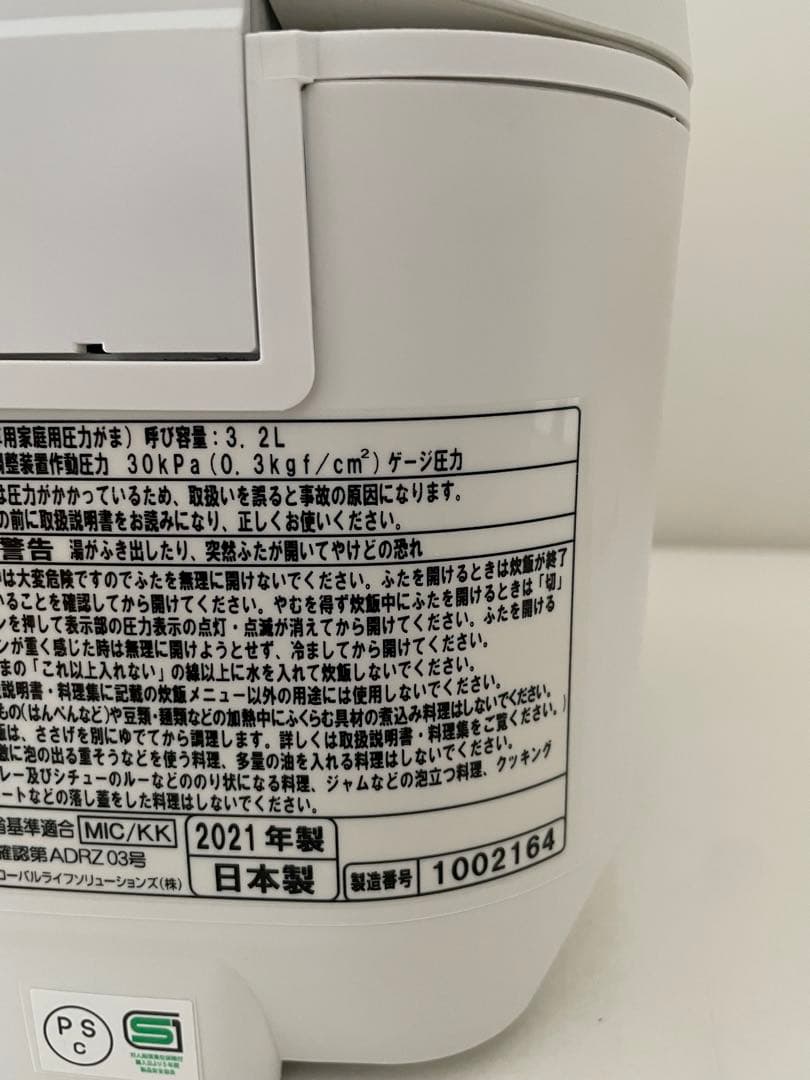 用家庭用圧力がま) 呼び容量:3.2L
整装置作動圧力 30kPa(0.3kgf/cm²)ゲージ圧力
は圧力がかかっているため、取扱いを誤ると事故の原因になります。
の前に取扱説明書をお読みになり、正しくお使いください。
警告 湯がふき出したり、突然ふたが開いてやけどの恐れ
は大変危険ですのでふたを無理に開けないでください。ふたを開けるときは炊飯が終了
いることを確認してから開けてください。やむを得ず炊飯中にふたを開けるときは「切」
ンを押して表示部の圧力表示の点灯・点滅が消えてから開けてください。ふたを開ける
ンが重く感じた時は無理に開けようとせず、冷ましてから開けてください。
まの「これ以上入れない」の線以上に水を入れて炊飯しないでください。
説明書・料理集に記載の炊飯メニュー以外の用途には使用しないでください。
もの(はんぺんなど)や豆類・麺類などの加熱中にふくらむ具材の煮込み料理はしないでください。
飯は、ささげを別にゆでてから調理します。詳しくは取扱説明書・料理集をご覧ください。)
激に泡の出る重そうなどを使う料理、多量の油を入れる料理はしないでください。
レー及びシチューのルーなどののり状になる料理、ジャムなどの泡立つ料理、クッキング
ートなどの落し蓋をした料理はしないでください。
省基準適合 MIC/KK 2021年製
確認第ADRZ 03号
ローバルライフソリューションズ(株) 日本製 製造番号 1002164
PS
C